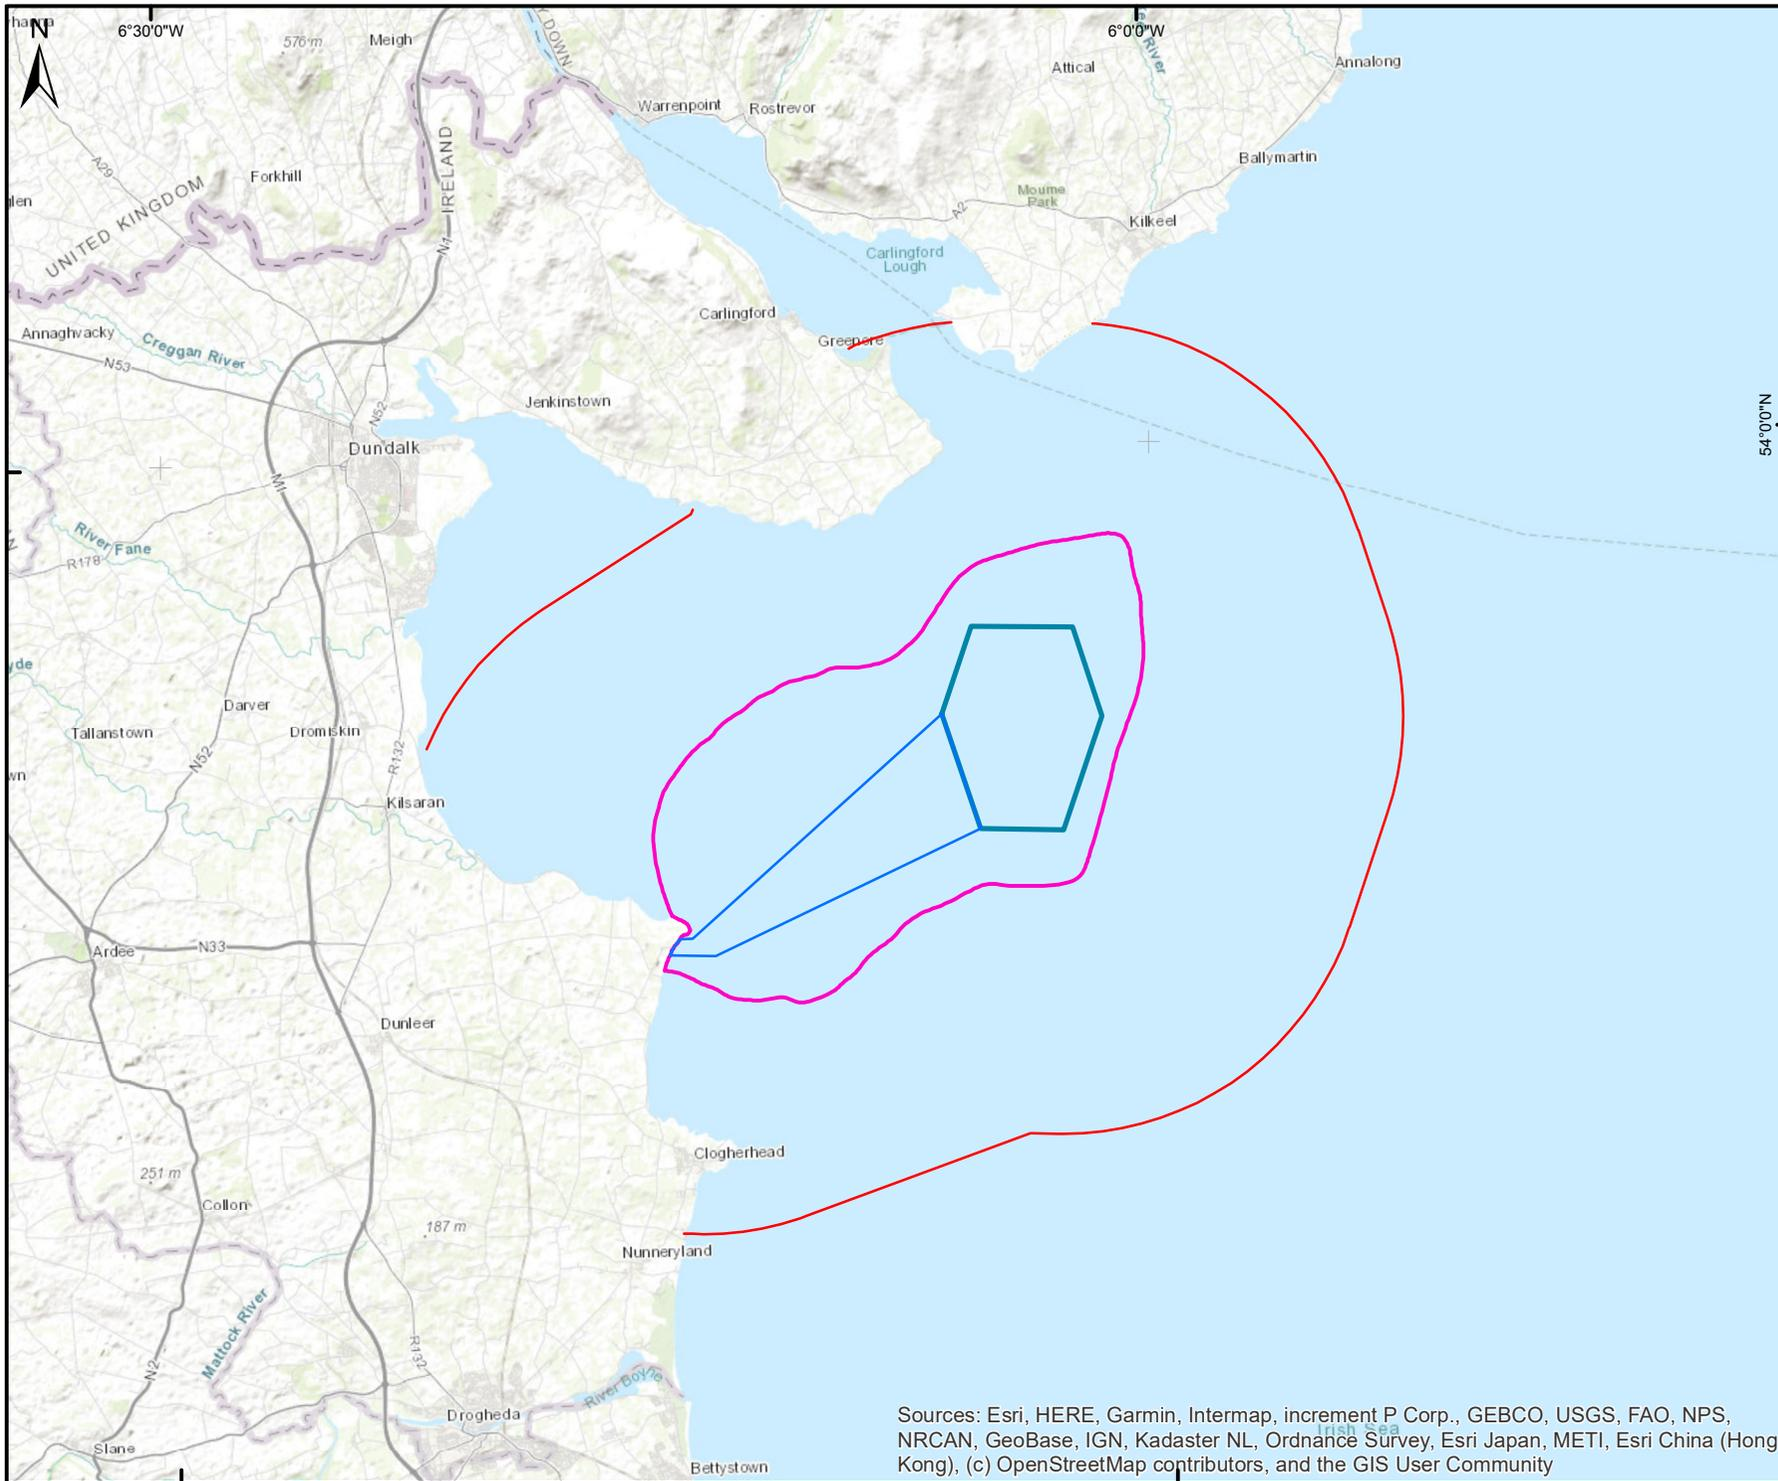 N
6°30'0"W
6°0'0"W
576 m
Meigh
Y DOWN
Attical
Annalong
Warrenpoint
Rostrevor
A29
IRELAND
Ballymartin
Forkhill
UNITED KINGDOM
Mourne
Park
A2
Kilkeel
N1
Carlingford
Lough
Carlingford
Greenore
Annaghvacky
Creggan River
N53
N52
Jenkinstown
54°0'0"N
Dundalk
M1
River Fane
R178
Darver
Tallanstown
Dromiskin
N52
R132
Kilsaran
Ardee
N33
Dunleer
Clogherhead
251 m
Collon
187 m
Nunneryland
Mattock River
N2
R132
River Boyne
Drogheda
Slane
Bettystown
Irish Sea
Sources: Esri, HERE, Garmin, Intermap, increment P Corp., GEBCO, USGS, FAO, NPS,
NRCAN, GeoBase, IGN, Kadaster NL, Ordnance Survey, Esri Japan, METI, Esri China (Hong
Kong), (c) OpenStreetMap contributors, and the GIS User Community